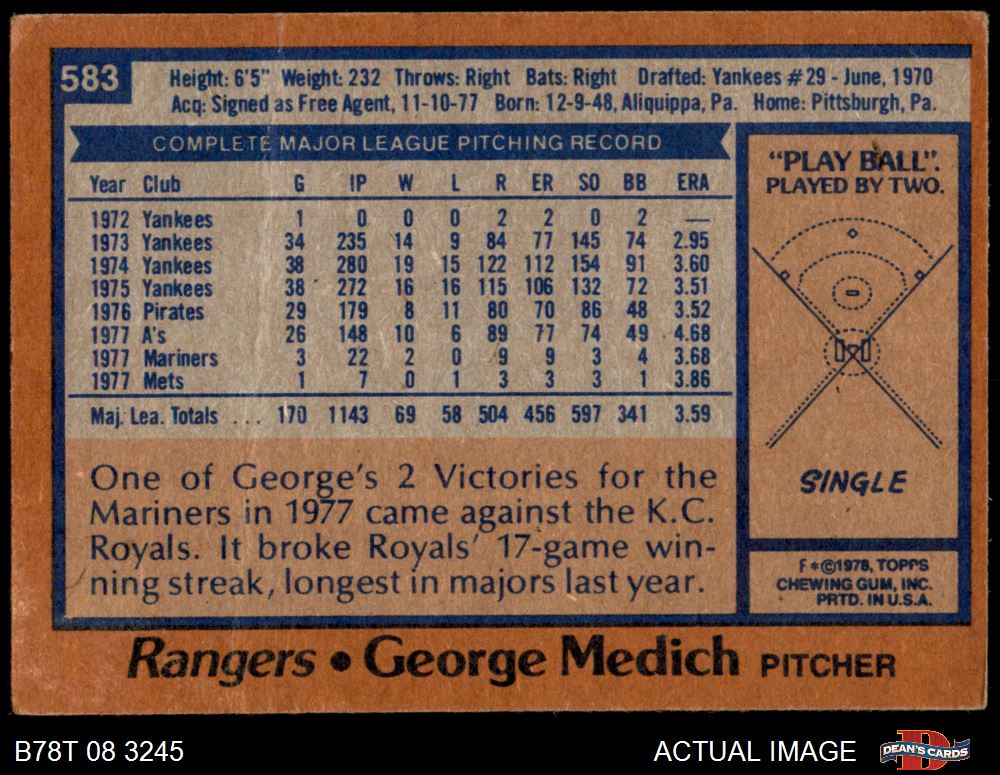 583
Height: 6'5" Weight: 232 Throws: Right Bats: Right Drafted: Yankees #29 - June, 1970
Acq: Signed as Free Agent, 11-10-77 Born: 12-9-48, Aliquippa, Pa. Home: Pittsburgh, Pa.
COMPLETE MAJOR LEAGUE PITCHING RECORD
Year Club G IP W L R ER SO BB ERA
1972 Yankees 1 0 0 0 2 2 0 2 —
1973 Yankees 34 235 14 9 84 77 145 74 2.95
1974 Yankees 38 280 19 15 122 112 154 91 3.60
1975 Yankees 38 272 16 16 115 106 132 72 3.51
1976 Pirates 29 179 8 11 80 70 86 48 3.52
1977 A's 26 148 10 6 89 77 74 49 4.68
1977 Mariners 3 22 2 0 9 9 3 4 3.68
1977 Mets 1 7 0 1 3 3 3 1 3.86
Maj. Lea. Totals ... 170 1143 69 58 504 456 597 341 3.59
One of George's 2 Victories for the
Mariners in 1977 came against the K.C.
Royals. It broke Royals' 17-game win-
ning streak, longest in majors last year.
"PLAY BALL".
PLAYED BY TWO.
SINGLE
F*©1978, TOPPS
CHEWING GUM, INC.
PRTD. IN U.S.A.
Rangers • George Medich PITCHER
B78T 08 3245
ACTUAL IMAGE
D
DEAN'S CARDS